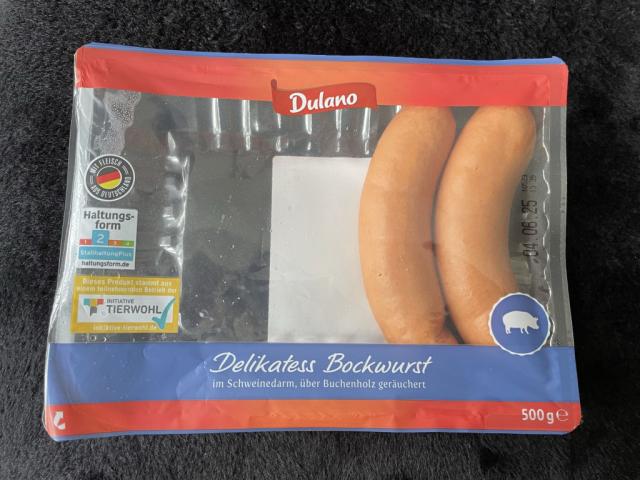 Dulano
MIT FLEISCH
AUS DEUTSCHLAND
Haltungs-
form
2
StallhaltungPlus
haltungsform.de
Dieses Produkt stammt aus
einem teilnehmenden Betrieb der
INITIATIVE
TIERWOHL
initiative-tierwohl.de
04.06.25
Delikatess Bockwurst
im Schweinedarm, über Buchenholz geräuchert
500 g e